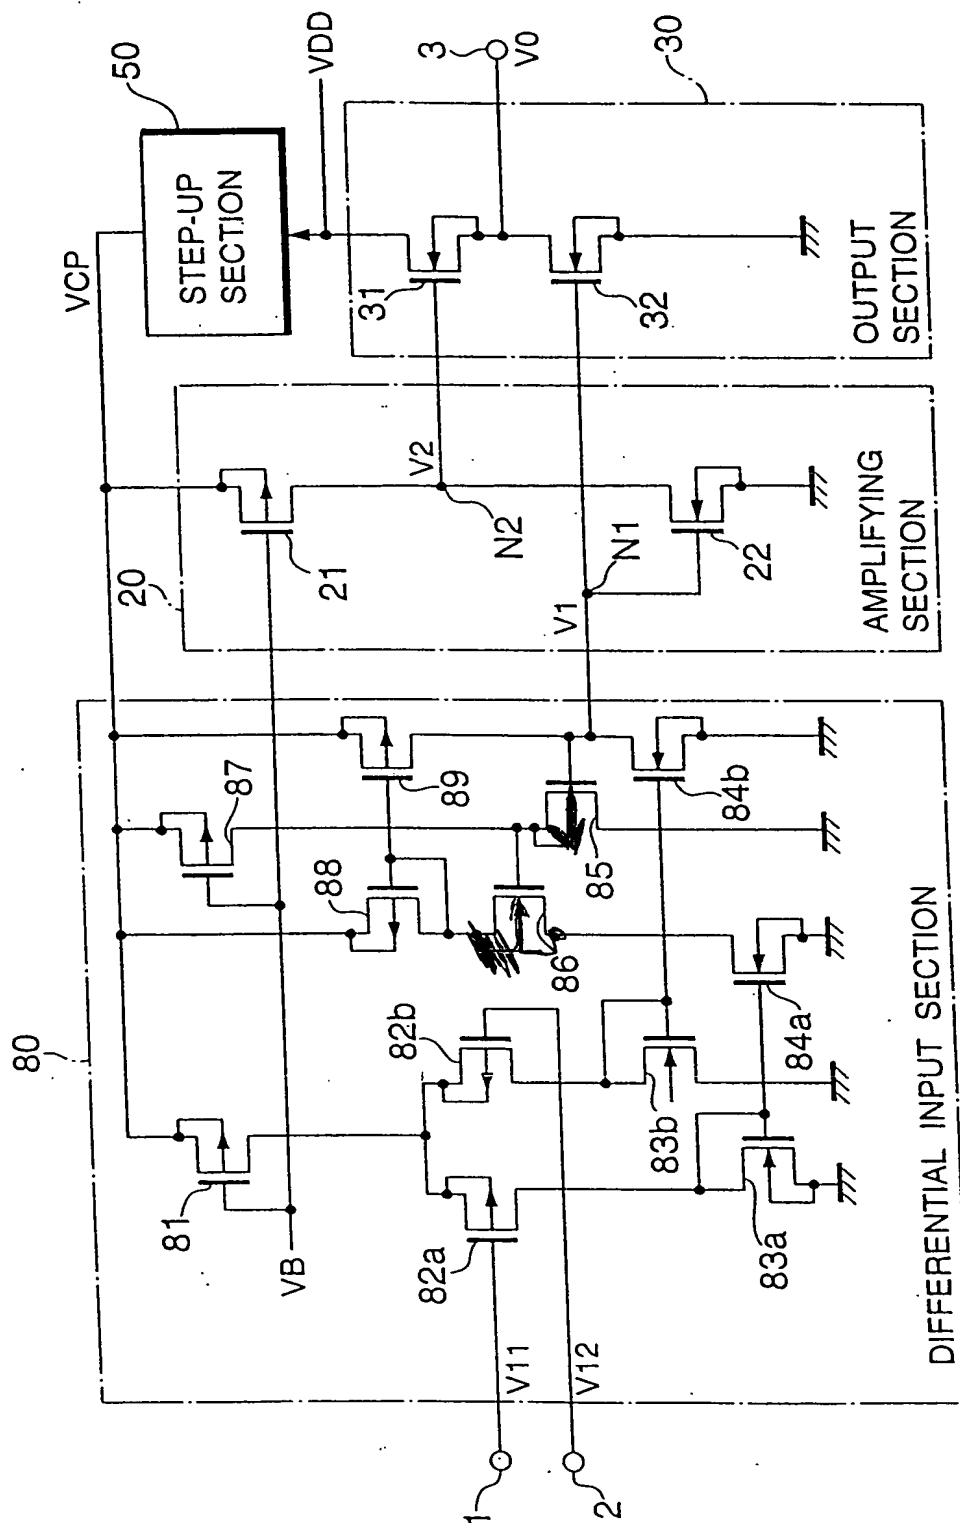 80
81
VB
82a
82b
83a
83b
84a
84b
85
86
87
88
89
1
V11
2
V12
DIFFERENTIAL INPUT SECTION
20
21
V2
N2
V1
N1
22
AMPLIFYING
SECTION
VCP
50
STEP-UP
SECTION
VDD
31
3
V0
32
30
OUTPUT
SECTION